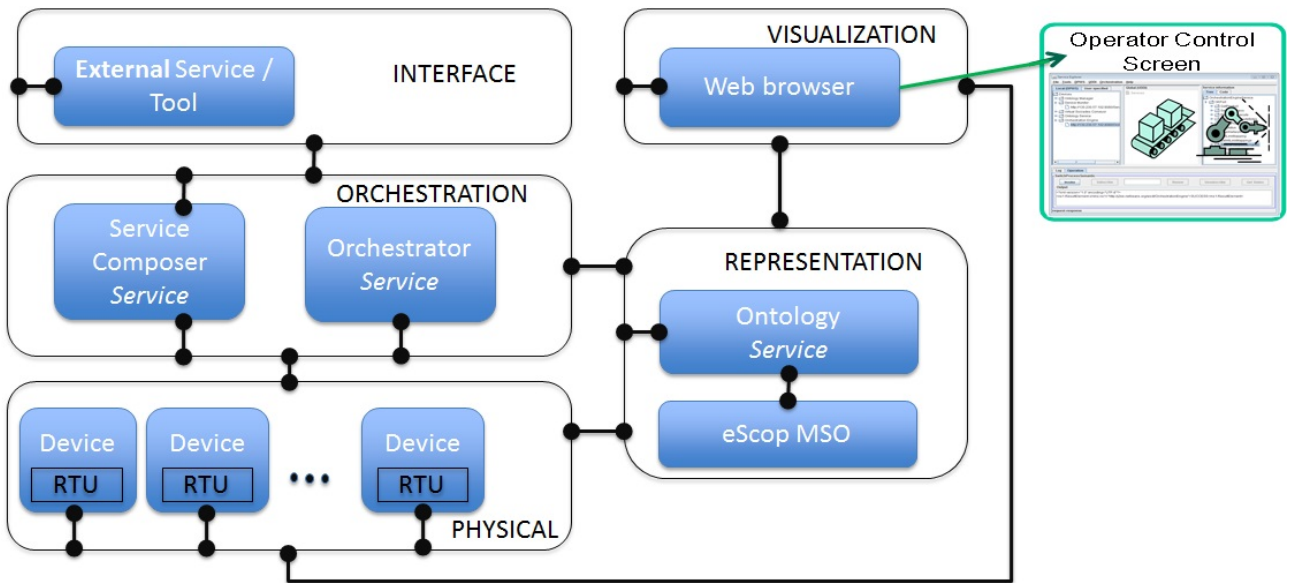 External Service /
Tool
INTERFACE
VISUALIZATION
Web browser
Operator Control
Screen
ORCHESTRATION
Service
Composer
Service
Orchestrator
Service
REPRESENTATION
Ontology
Service
eScop MSO
Device
RTU
Device
RTU
...
Device
RTU
PHYSICAL